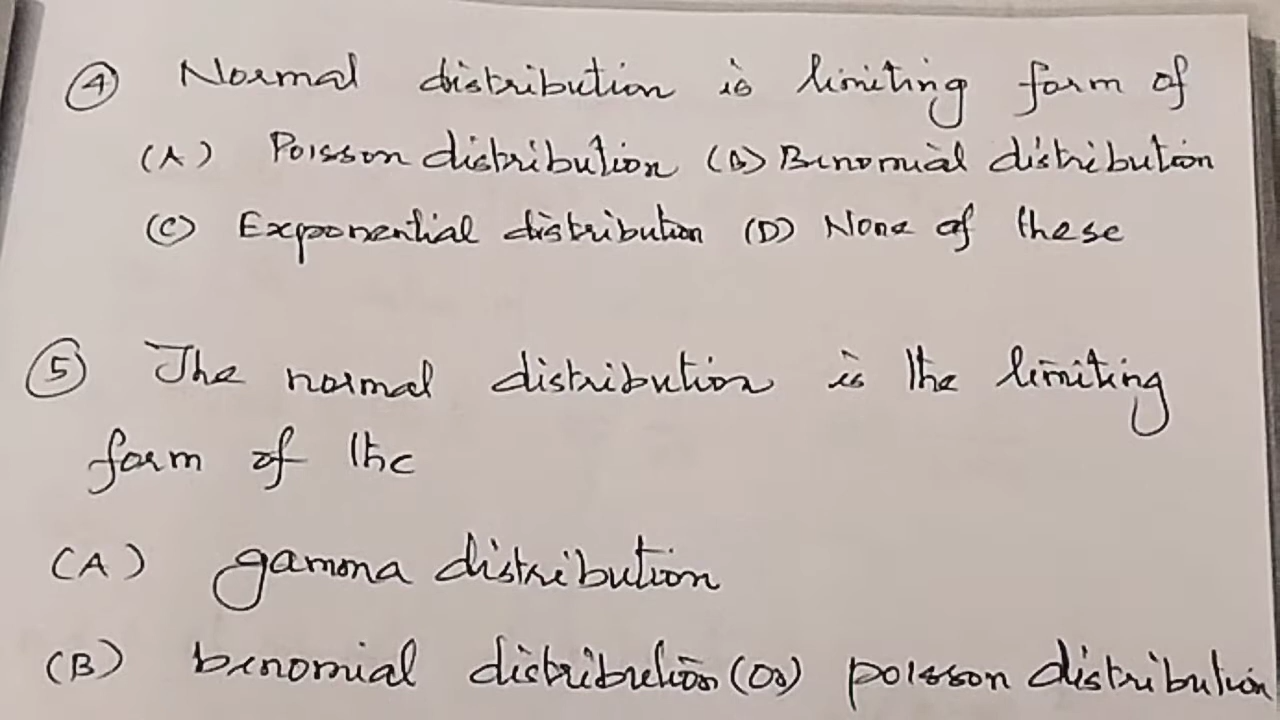 ④ Normal distribution is limiting form of
(A) Poisson distribution (B) Binomial distribution
(C) Exponential distribution (D) None of these
⑤ The normal distribution is the limiting
form of the
(A) gamma distribution
(B) binomial distribution (Or) poisson distribution